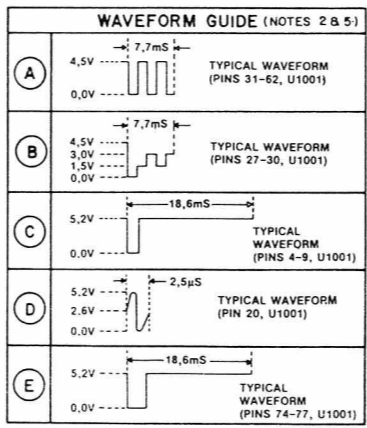 WAVEFORM GUIDE (NOTES 2 & 5.)
A
7,7mS
4,5V
0,0V
TYPICAL WAVEFORM
(PINS 31-62, U1001)
B
7,7mS
4,5V
3,0V
1,5V
0,0V
TYPICAL WAVEFORM
(PINS 27-30, U1001)
C
18,6mS
5,2V
0,0V
TYPICAL
WAVEFORM
(PINS 4-9, U1001)
D
2,5µS
5,2V
2,6V
0,0V
TYPICAL WAVEFORM
(PIN 20, U1001)
E
18,6mS
5,2V
0,0V
TYPICAL
WAVEFORM
(PINS 74-77, U1001)